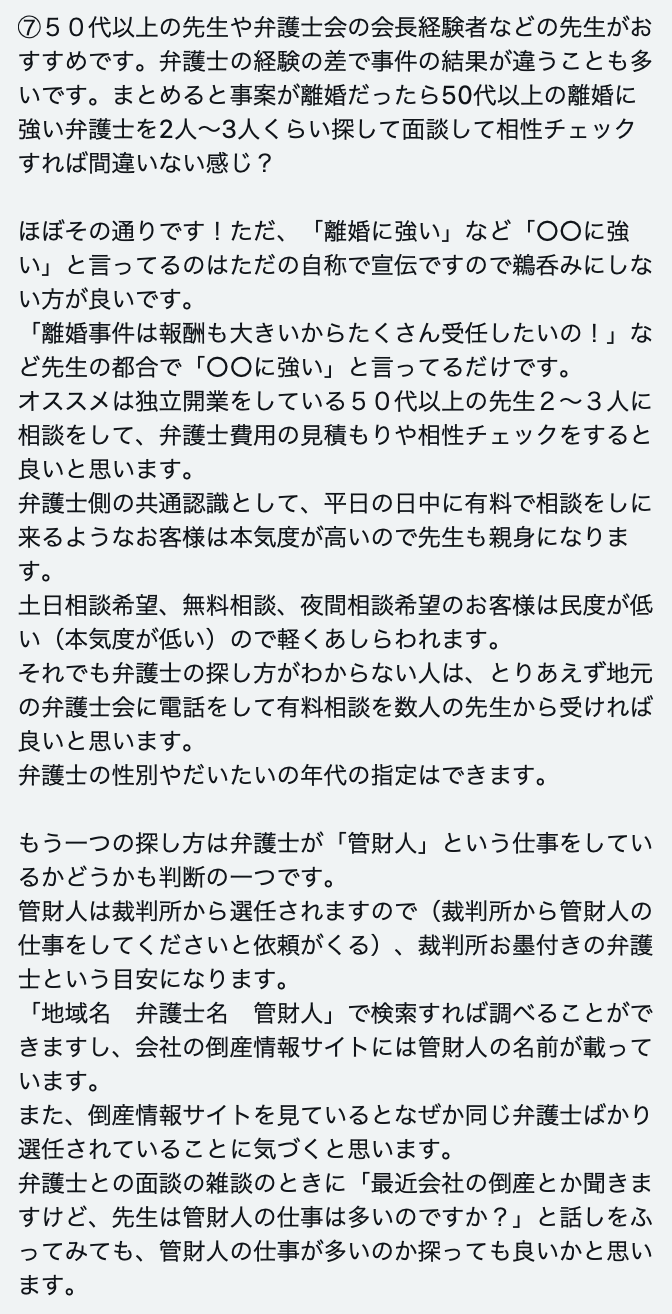 ⑦５０代以上の先生や弁護士会の会長経験者などの先生がお
すすめです。弁護士の経験の差で事件の結果が違うことも多
いです。まとめると事案が離婚だったら50代以上の離婚に
強い弁護士を2人〜3人くらい探して面談して相性チェック
すれば間違いない感じ？

ほぼその通りです！ただ、「離婚に強い」など「〇〇に強
い」と言ってるのはただの自称で宣伝ですので鵜呑みにしな
い方が良いです。
「離婚事件は報酬も大きいからたくさん受任したいの！」な
ど先生の都合で「〇〇に強い」と言ってるだけです。
オススメは独立開業をしている５０代以上の先生２〜３人に
相談をして、弁護士費用の見積もりや相性チェックをすると
良いと思います。
弁護士側の共通認識として、平日の日中に有料で相談をしに
来るようなお客様は本気度が高いので先生も親身になりま
す。
土日相談希望、無料相談、夜間相談希望のお客様は民度が低
い（本気度が低い）ので軽くあしらわれます。
それでも弁護士の探し方がわからない人は、とりあえず地元
の弁護士会に電話をして有料相談を数人の先生から受ければ
良いと思います。
弁護士の性別やだいたいの年代の指定はできます。

もう一つの探し方は弁護士が「管財人」という仕事をしてい
るかどうかも判断の一つです。
管財人は裁判所から選任されますので（裁判所から管財人の
仕事をしてくださいと依頼がくる）、裁判所お墨付きの弁護
士という目安になります。
「地域名　弁護士名　管財人」で検索すれば調べることがで
きますし、会社の倒産情報サイトには管財人の名前が載って
います。
また、倒産情報サイトを見ているとなぜか同じ弁護士ばかり
選任されていることに気づくと思います。
弁護士との面談の雑談のときに「最近会社の倒産とか聞きま
すけど、先生は管財人の仕事は多いのですか？」と話しをふ
ってみても、管財人の仕事が多いのか探っても良いかと思い
ます。